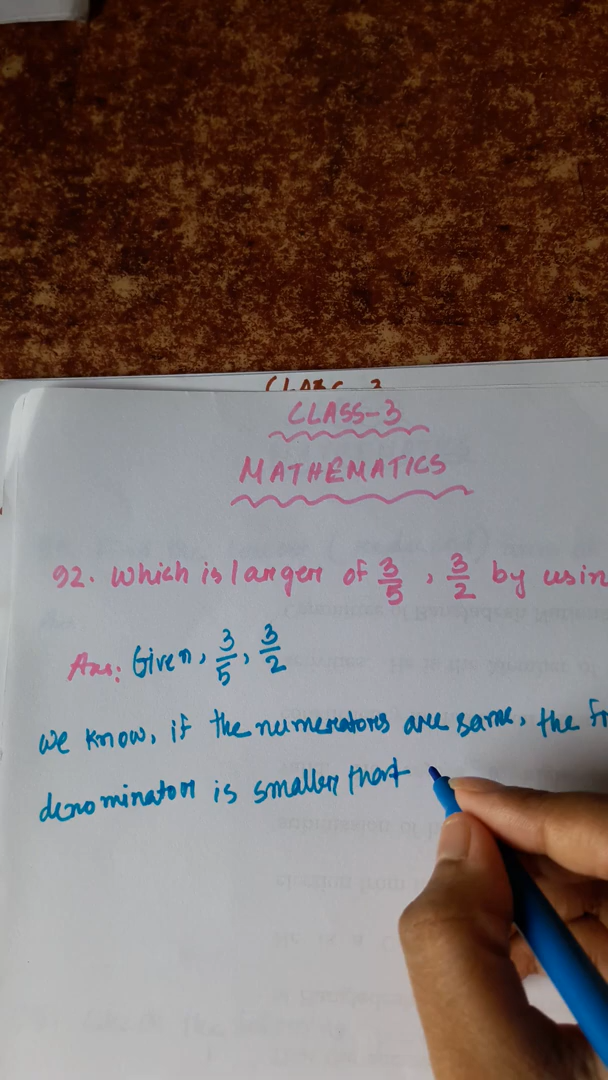 CLASS-3
MATHEMATICS
92. Which is larger of 3/5, 3/2 by usin
Ans: Given, 3/5, 3/2
We know, if the numerators are same, the fr
denominator is smaller that